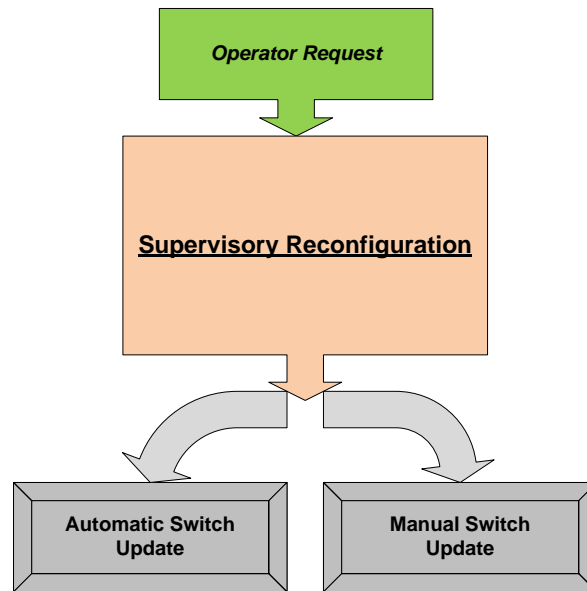 Operator Request
Supervisory Reconfiguration
Automatic Switch
Update
Manual Switch
Update